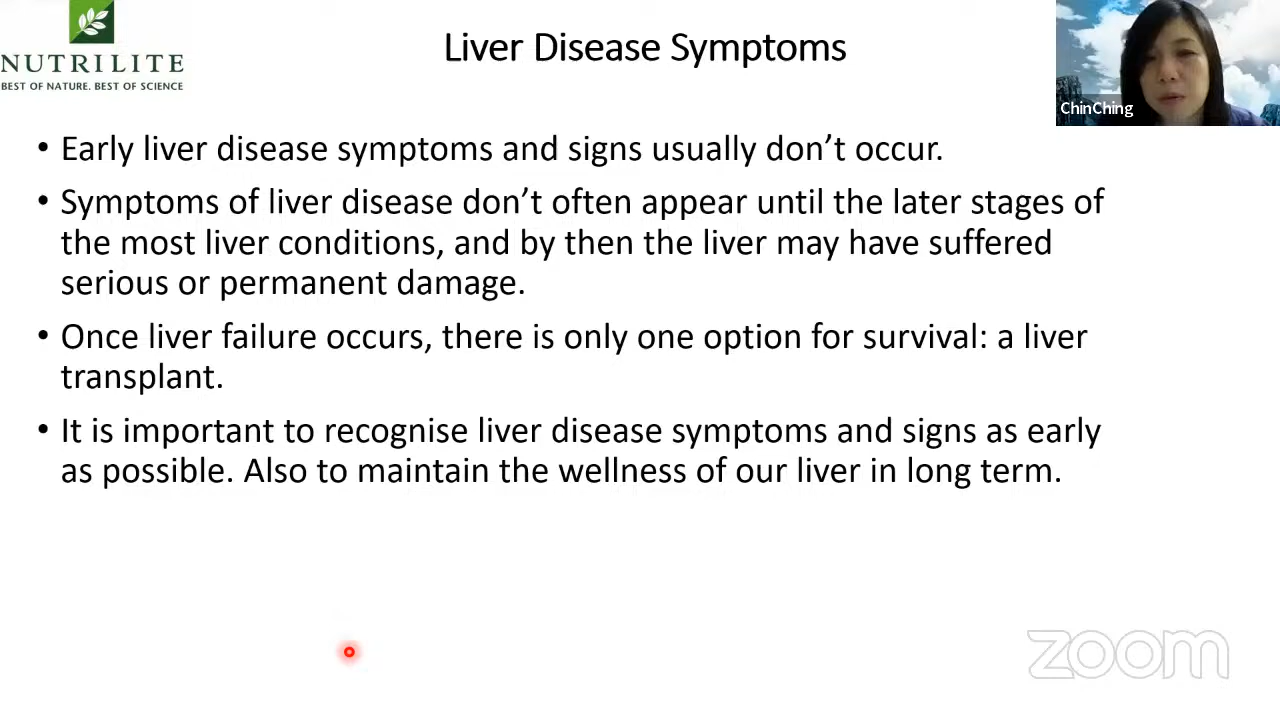 NUTRILITE
BEST OF NATURE. BEST OF SCIENCE
Liver Disease Symptoms
ChinChing
• Early liver disease symptoms and signs usually don’t occur.
• Symptoms of liver disease don’t often appear until the later stages of
the most liver conditions, and by then the liver may have suffered
serious or permanent damage.
• Once liver failure occurs, there is only one option for survival: a liver
transplant.
• It is important to recognise liver disease symptoms and signs as early
as possible. Also to maintain the wellness of our liver in long term.
zoom